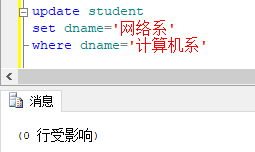 update student
set dname='网络系'
where dname='计算机系'
消息
(0 行受影响)